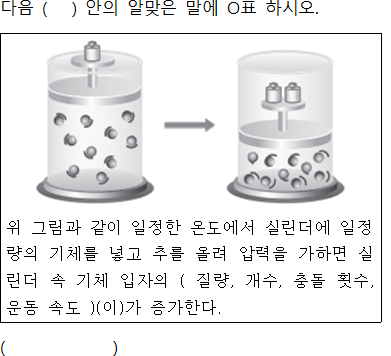 다음 (    ) 안의 알맞은 말에 O표 하시오.
위 그림과 같이 일정한 온도에서 실린더에 일정
량의 기체를 넣고 추를 올려 압력을 가하면 실
린더 속 기체 입자의 ( 질량, 개수, 충돌 횟수,
운동 속도 )(이)가 증가한다.
(                    )